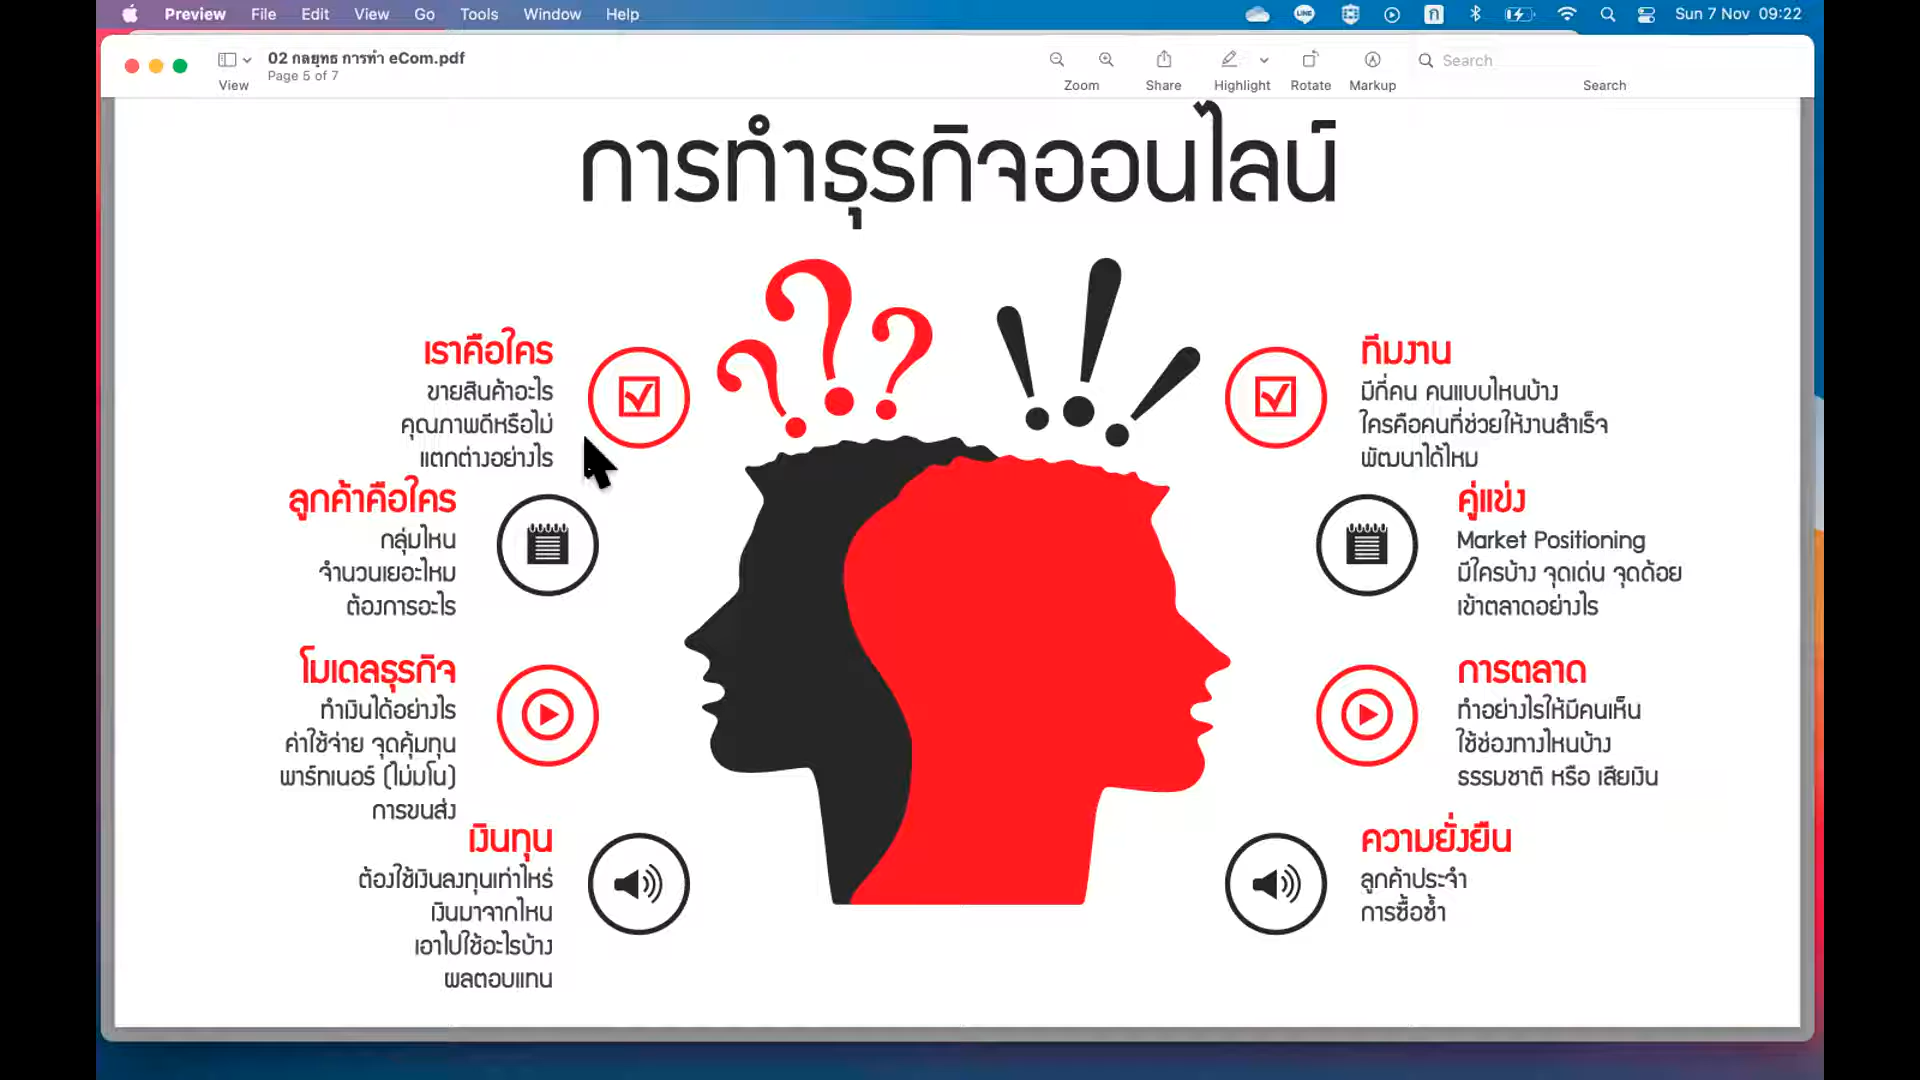 Preview File Edit View Go Tools Window Help
Sun 7 Nov 09:22
02 กลยุทธ การทำ eCom.pdf
Page 5 of 7
View
Zoom
Share
Highlight
Rotate
Markup
Search
Search
การทำธุรกิจออนไลน์
เราคือใคร
ขายสินค้าอะไร
คุณภาพดีหรือไม่
แตกต่างอย่างไร
ลูกค้าคือใคร
กลุ่มไหน
จำนวนเยอะไหม
ต้องการอะไร
โมเดลธุรกิจ
ทำเงินได้อย่างไร
ค่าใช้จ่าย จุดคุ้มทุน
พาร์ทเนอร์ (ไม่มโน)
การขนส่ง
เงินทุน
ต้องใช้เงินลงทุนเท่าไหร่
เงินมาจากไหน
เอาไปใช้อะไรบ้าง
ผลตอบแทน
???
!!!
ทีมงาน
มีกี่คน คนแบบไหนบ้าง
ใครคือคนที่ช่วยให้งานสำเร็จ
พัฒนาได้ไหม
คู่แข่ง
Market Positioning
มีใครบ้าง จุดเด่น จุดด้อย
เข้าตลาดอย่างไร
การตลาด
ทำอย่างไรให้มีคนเห็น
ใช้ช่องทางไหนบ้าง
ธรรมชาติ หรือ เสียเงิน
ความยั่งยืน
ลูกค้าประจำ
การซื้อซ้ำ